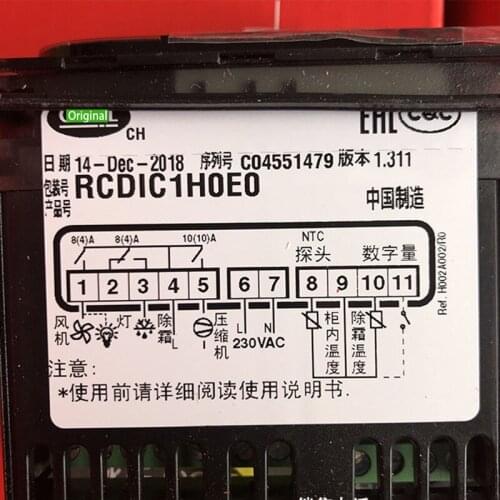 Original
CH
EAC
CQC
日期 14-Dec-2018 序列号 C04551479 版本 1.311
包装号
产品号 RCDIC1H0E0
中国制造
8(4)A 8(4)A 10(10)A NTC
探头 数字量
1 2 3 4 5 6 7 8 9 10 11
风机 灯 除霜 L 压缩机 L N
230VAC
柜内温度 除霜温度
Ref. H002A002/R0
注意:
*使用前请详细阅读使用说明书.